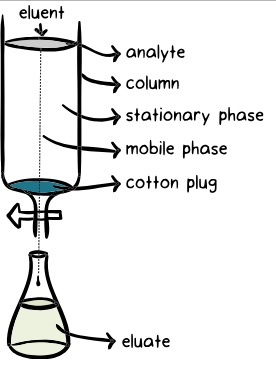 eluent
analyte
column
stationary phase
mobile phase
cotton plug
eluate